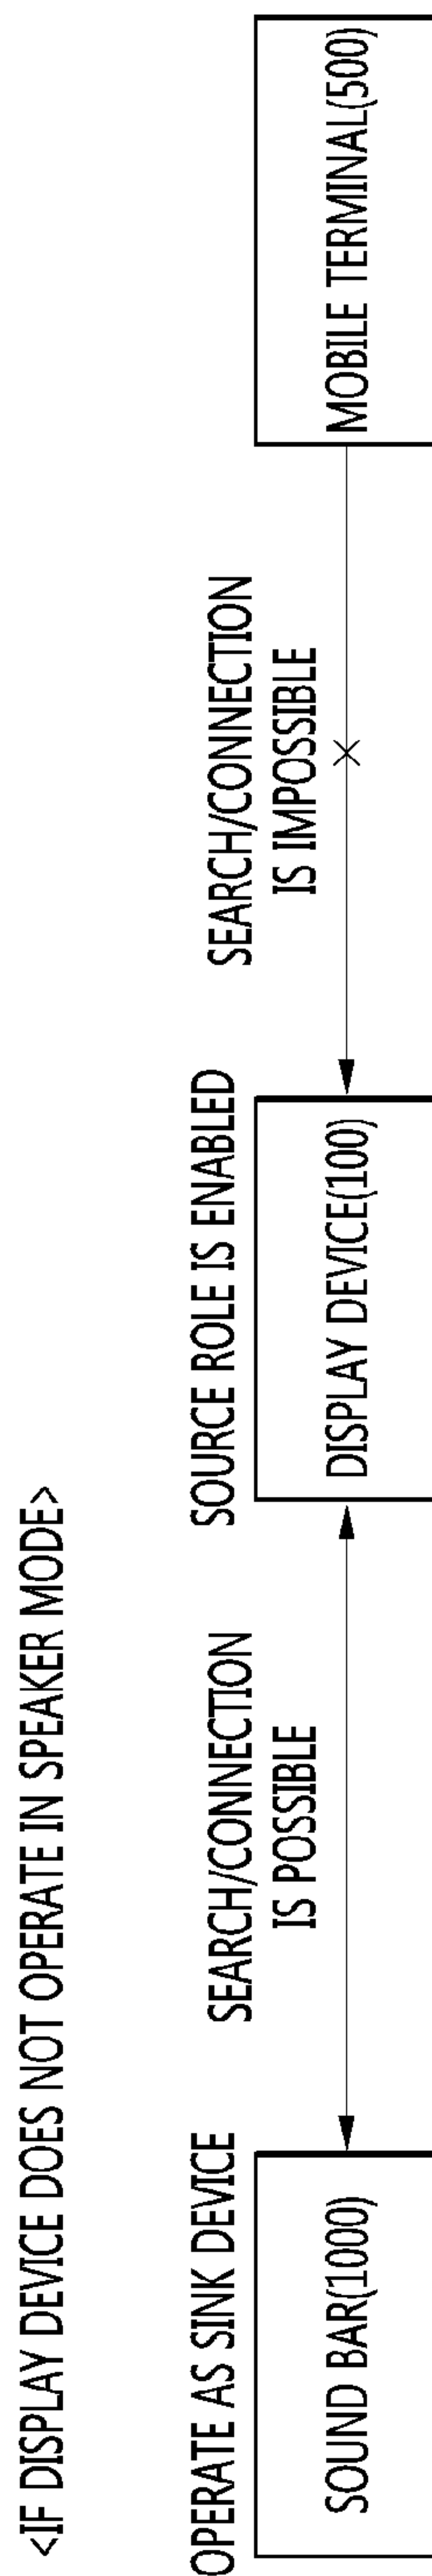 <IF DISPLAY DEVICE DOES NOT OPERATE IN SPEAKER MODE>
OPERATE AS SINK DEVICE
SOUND BAR(1000)
SEARCH/CONNECTION
IS POSSIBLE
SOURCE ROLE IS ENABLED
DISPLAY DEVICE(100)
SEARCH/CONNECTION
IS IMPOSSIBLE
MOBILE TERMINAL(500)